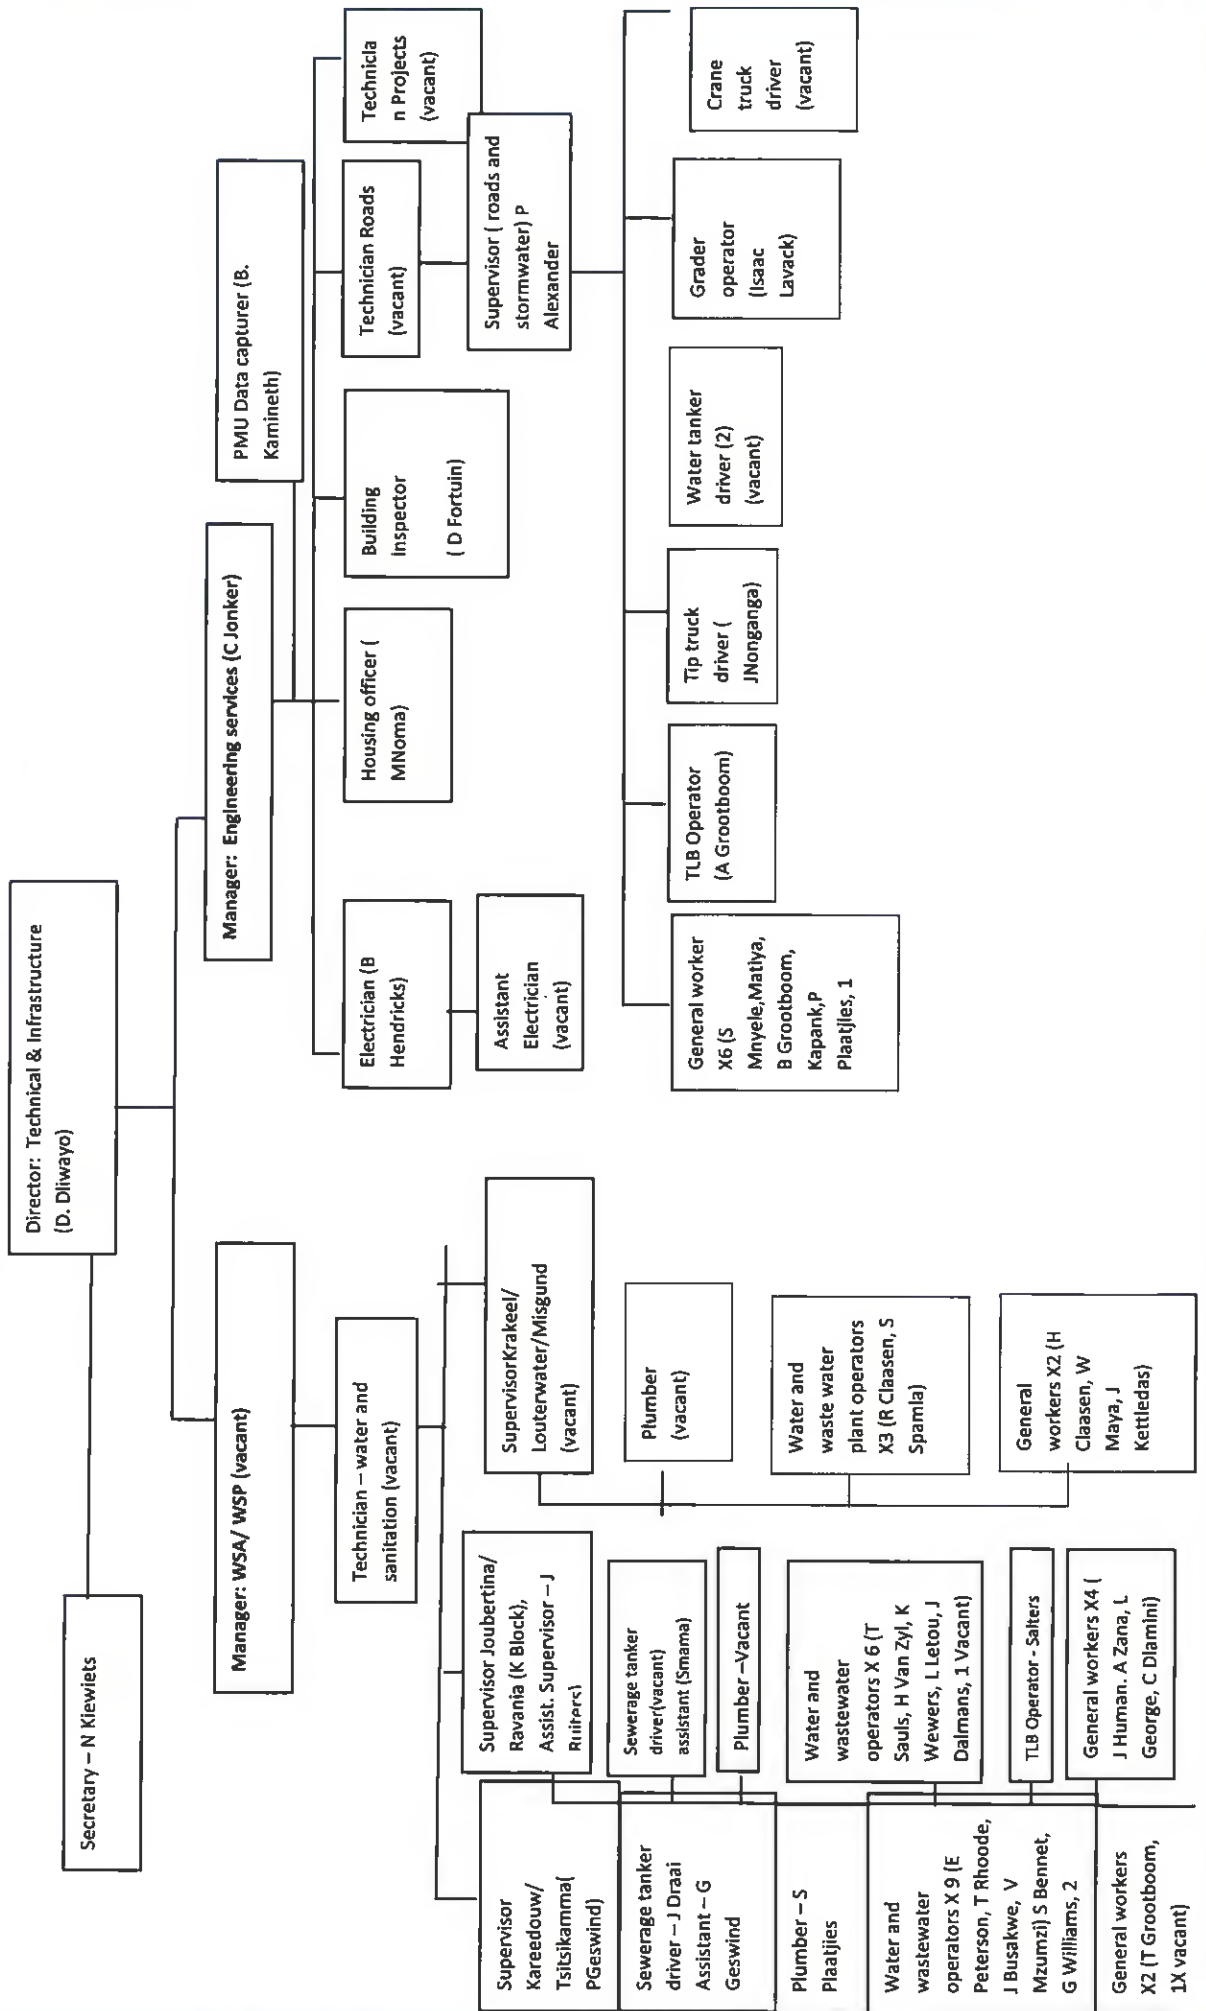 Director: Technical & Infrastructure
(D. Dliwayo)
Secretary – N Kiewiets
Manager: WSA/ WSP (vacant)
Manager: Engineering services (C Jonker)
PMU Data capturer (B.
Kamineth)
Technician – water and
sanitation (vacant)
Electrician (B
Hendricks)
Housing officer (
MNoma)
Building
inspector
( D Fortuin)
Technician Roads
(vacant)
Technicia
n Projects
(vacant)
Assistant
Electrician
(vacant)
Supervisor ( roads and
stormwater) P
Alexander
Supervisor
Kareedouw/
Tsitsikamma(
PGeswind)
Supervisor Joubertina/
Ravania (K Block),
Assist. Supervisor – J
Ruiters)
SupervisorKrakeel/
Louterwater/Misgund
(vacant)
Sewerage tanker
driver – J Draai
Assistant – G
Geswind
Plumber – S
Plaatjies
Water and
wastewater
operators X 9 (E
Peterson, T Rhode,
J Busakwe, V
Mzumzi) S Bennet,
G Williams, 2
General workers
X2 (T Grootboom,
1X vacant)
Sewerage tanker
driver(vacant)
assistant (Smama)
Plumber –Vacant
Water and
wastewater
operators X 6 (T
Sauls, H Van Zyl, K
Wewers, L Letou, J
Dalmans, 1 Vacant)
TLB Operator - Salters
General workers X4 (
J Human. A Zana, L
George, C Dlamini)
Plumber
(vacant)
Water and
waste water
plant operators
X3 (R Claasen, S
Spamla)
General
workers X2 (H
Claasen, W
Maya, J
Kettledas)
General worker
X6 (S
Mnyele,Matiya,
B Grootboom,
Kapank,P
Plaatjies, 1
TLB Operator
(A Grootboom)
Tip truck
driver (
JNonganga)
Water tanker
driver (2)
(vacant)
Grader
operator
(Isaac
Lavack)
Crane
truck
driver
(vacant)